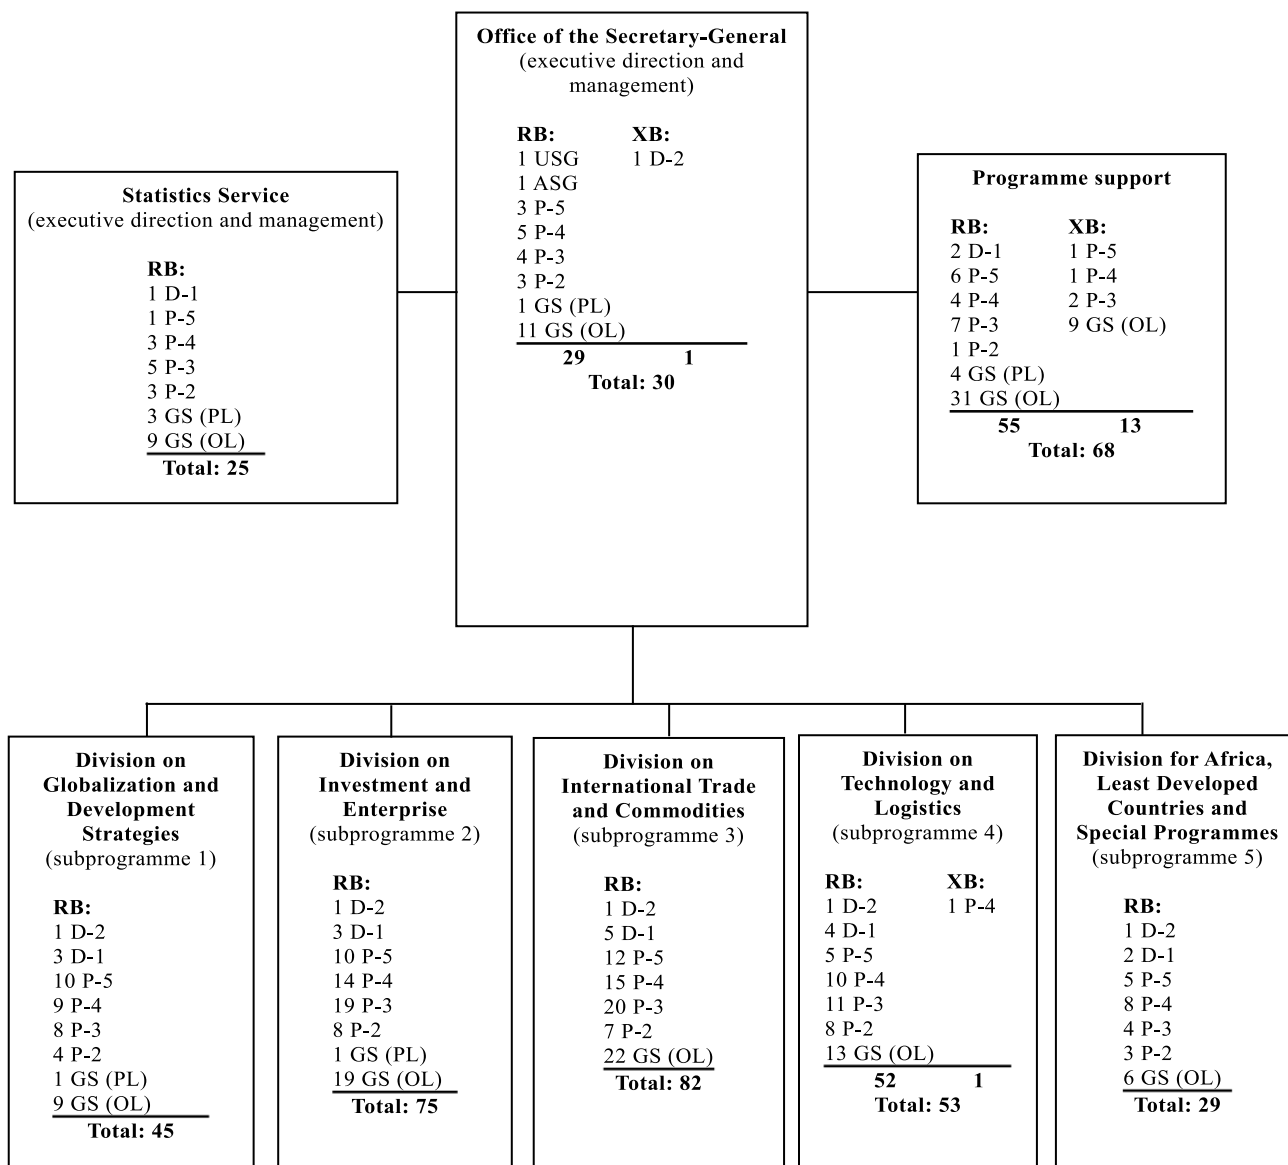 Office of the Secretary-General
(executive direction and
management)
RB: XB:
1 USG 1 D-2
1 ASG
3 P-5
5 P-4
4 P-3
3 P-2
1 GS (PL)
11 GS (OL)
29 1
Total: 30
Statistics Service
(executive direction and management)
RB:
1 D-1
1 P-5
3 P-4
5 P-3
3 P-2
3 GS (PL)
9 GS (OL)
Total: 25
Programme support
RB: XB:
2 D-1 1 P-5
6 P-5 1 P-4
4 P-4 2 P-3
7 P-3 9 GS (OL)
1 P-2
4 GS (PL)
31 GS (OL)
55 13
Total: 68
Division on
Globalization and
Development
Strategies
(subprogramme 1)
RB:
1 D-2
3 D-1
10 P-5
9 P-4
8 P-3
4 P-2
1 GS (PL)
9 GS (OL)
Total: 45
Division on
Investment and
Enterprise
(subprogramme 2)
RB:
1 D-2
3 D-1
10 P-5
14 P-4
19 P-3
8 P-2
1 GS (PL)
19 GS (OL)
Total: 75
Division on
International Trade
and Commodities
(subprogramme 3)
RB:
1 D-2
5 D-1
12 P-5
15 P-4
20 P-3
7 P-2
22 GS (OL)
Total: 82
Division on
Technology and
Logistics
(subprogramme 4)
RB: XB:
1 D-2 1 P-4
4 D-1
5 P-5
10 P-4
11 P-3
8 P-2
13 GS (OL)
52 1
Total: 53
Division for Africa,
Least Developed
Countries and
Special Programmes
(subprogramme 5)
RB:
1 D-2
2 D-1
5 P-5
8 P-4
4 P-3
3 P-2
6 GS (OL)
Total: 29